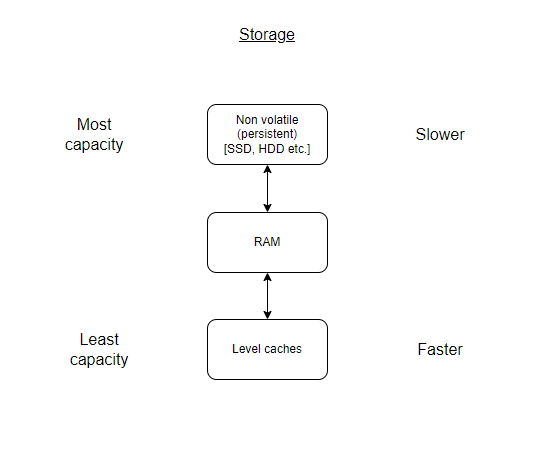 Storage
Most
capacity
Non volatile
(persistent)
[SSD, HDD etc.]
Slower
RAM
Least
capacity
Level caches
Faster